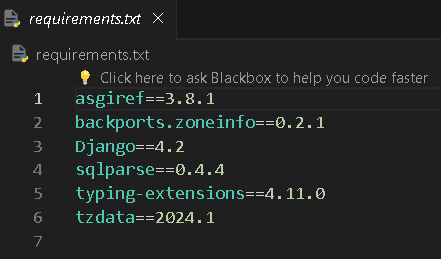 requirements.txt ×
requirements.txt
Click here to ask Blackbox to help you code faster
1 asgiref==3.8.1
2 backports.zoneinfo==0.2.1
3 Django==4.2
4 sqlparse==0.4.4
5 typing-extensions==4.11.0
6 tzdata==2024.1
7